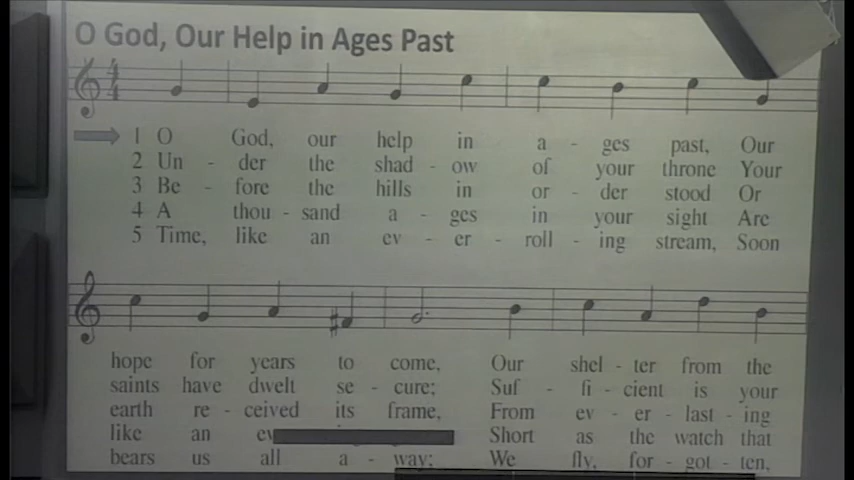 O God, Our Help in Ages Past
4
4
1 O God, our help in a - ges past, Our
2 Un - der the shad - ow of your throne Your
3 Be - fore the hills in or - der stood Or
4 A thou - sand a - ges in your sight Are
5 Time, like an ev - er - roll - ing stream, Soon
hope for years to come, Our shel - ter from the
saints have dwelt se - cure; Suf - fi - cient is your
earth re - ceived its frame, From ev - er - last - ing
like an Short as the watch that
bears us all a - way; We fly, for - got - ten,